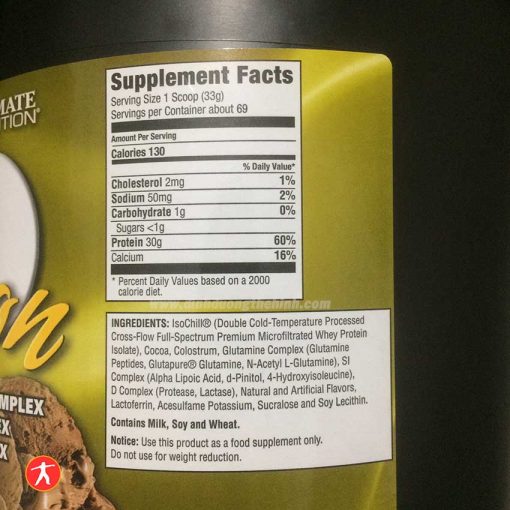 MATE
ITION®
Supplement Facts
Serving Size 1 Scoop (33g)
Servings per Container about 69
Amount Per Serving
Calories 130
% Daily Value*
Cholesterol 2mg 1%
Sodium 50mg 2%
Carbohydrate 1g 0%
Sugars <1g
Protein 30g 60%
Calcium 16%
* Percent Daily Values based on a 2000
calorie diet.
INGREDIENTS: IsoChill® (Double Cold-Temperature Processed
Cross-Flow Full-Spectrum Premium Microfiltrated Whey Protein
Isolate), Cocoa, Colostrum, Glutamine Complex (Glutamine
Peptides, Glutapure® Glutamine, N-Acetyl L-Glutamine), SI
Complex (Alpha Lipoic Acid, d-Pinitol, 4-Hydroxyisoleucine),
D Complex (Protease, Lactase), Natural and Artificial Flavors,
Lactoferrin, Acesulfame Potassium, Sucralose and Soy Lecithin.
Contains Milk, Soy and Wheat.
Notice: Use this product as a food supplement only.
Do not use for weight reduction.
OMPLEX
EX
X